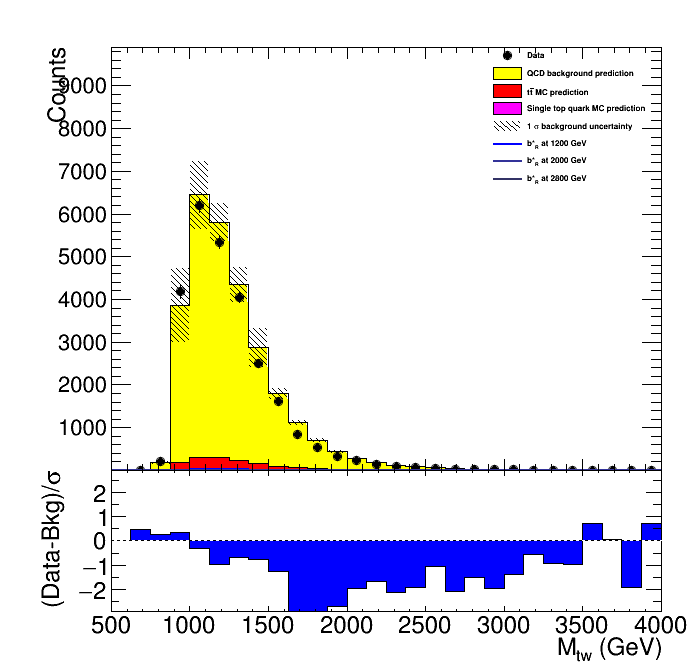 Counts
9000
8000
7000
6000
5000
4000
3000
2000
1000
Data
QCD background prediction
tt̅ MC prediction
Single top quark MC prediction
1 σ background uncertainty
b*R at 1200 GeV
b*R at 2000 GeV
b*R at 2800 GeV
(Data-Bkg)/σ
2
1
0
−1
−2
500 1000 1500 2000 2500 3000 3500 4000
Mtw (GeV)